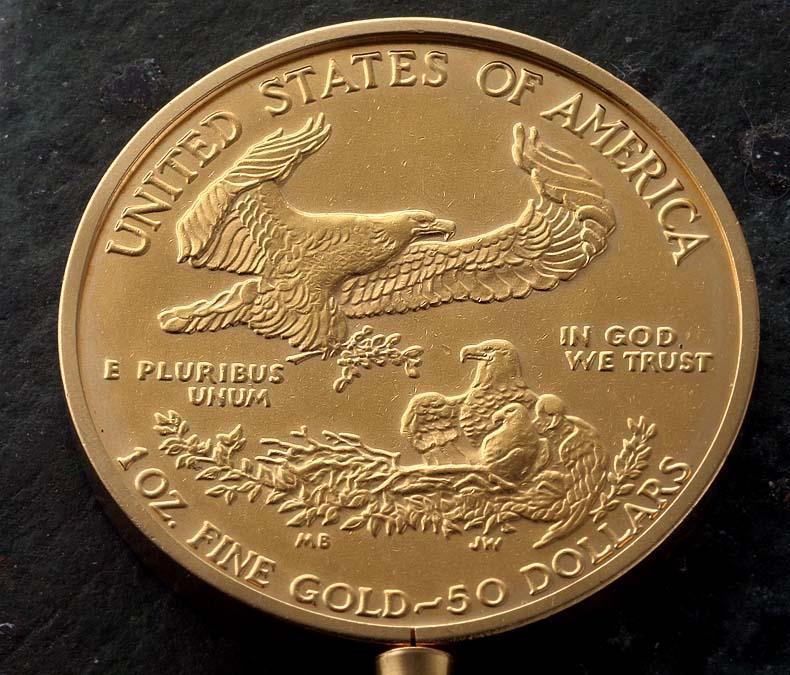 UNITED STATES OF AMERICA
E PLURIBUS
UNUM
IN GOD
WE TRUST
MB
JW
1 OZ. FINE GOLD~50 DOLLARS